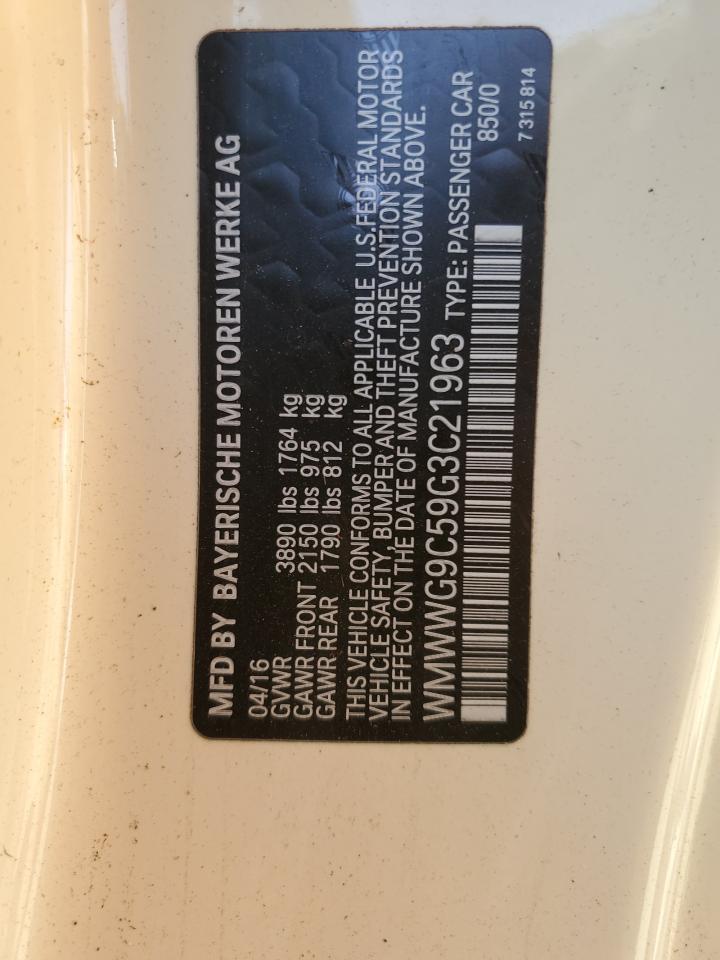 MFD BY BAYERISCHE MOTOREN WERKE AG
04/16
GVWR 3890 lbs 1764 kg
GAWR FRONT 2150 lbs 975 kg
GAWR REAR 1790 lbs 812 kg
THIS VEHICLE CONFORMS TO ALL APPLICABLE U.S.FEDERAL MOTOR
VEHICLE SAFETY, BUMPER AND THEFT PREVENTION STANDARDS
IN EFFECT ON THE DATE OF MANUFACTURE SHOWN ABOVE.
WMWWG9C59G3C21963 TYPE: PASSENGER CAR
850/0
7 315 814